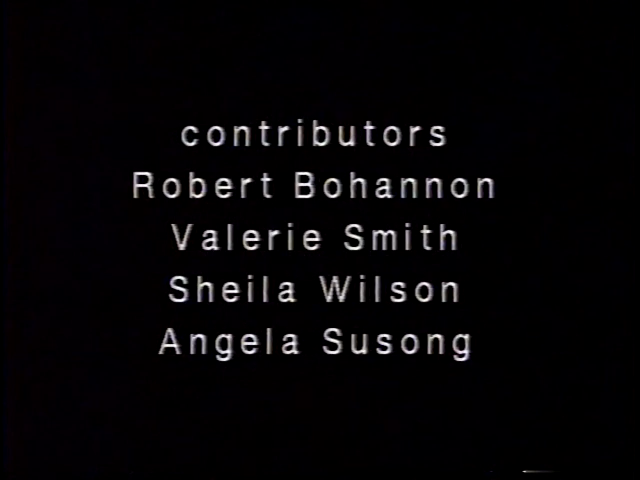 contributors
Robert Bohannon
Valerie Smith
Sheila Wilson
Angela Susong